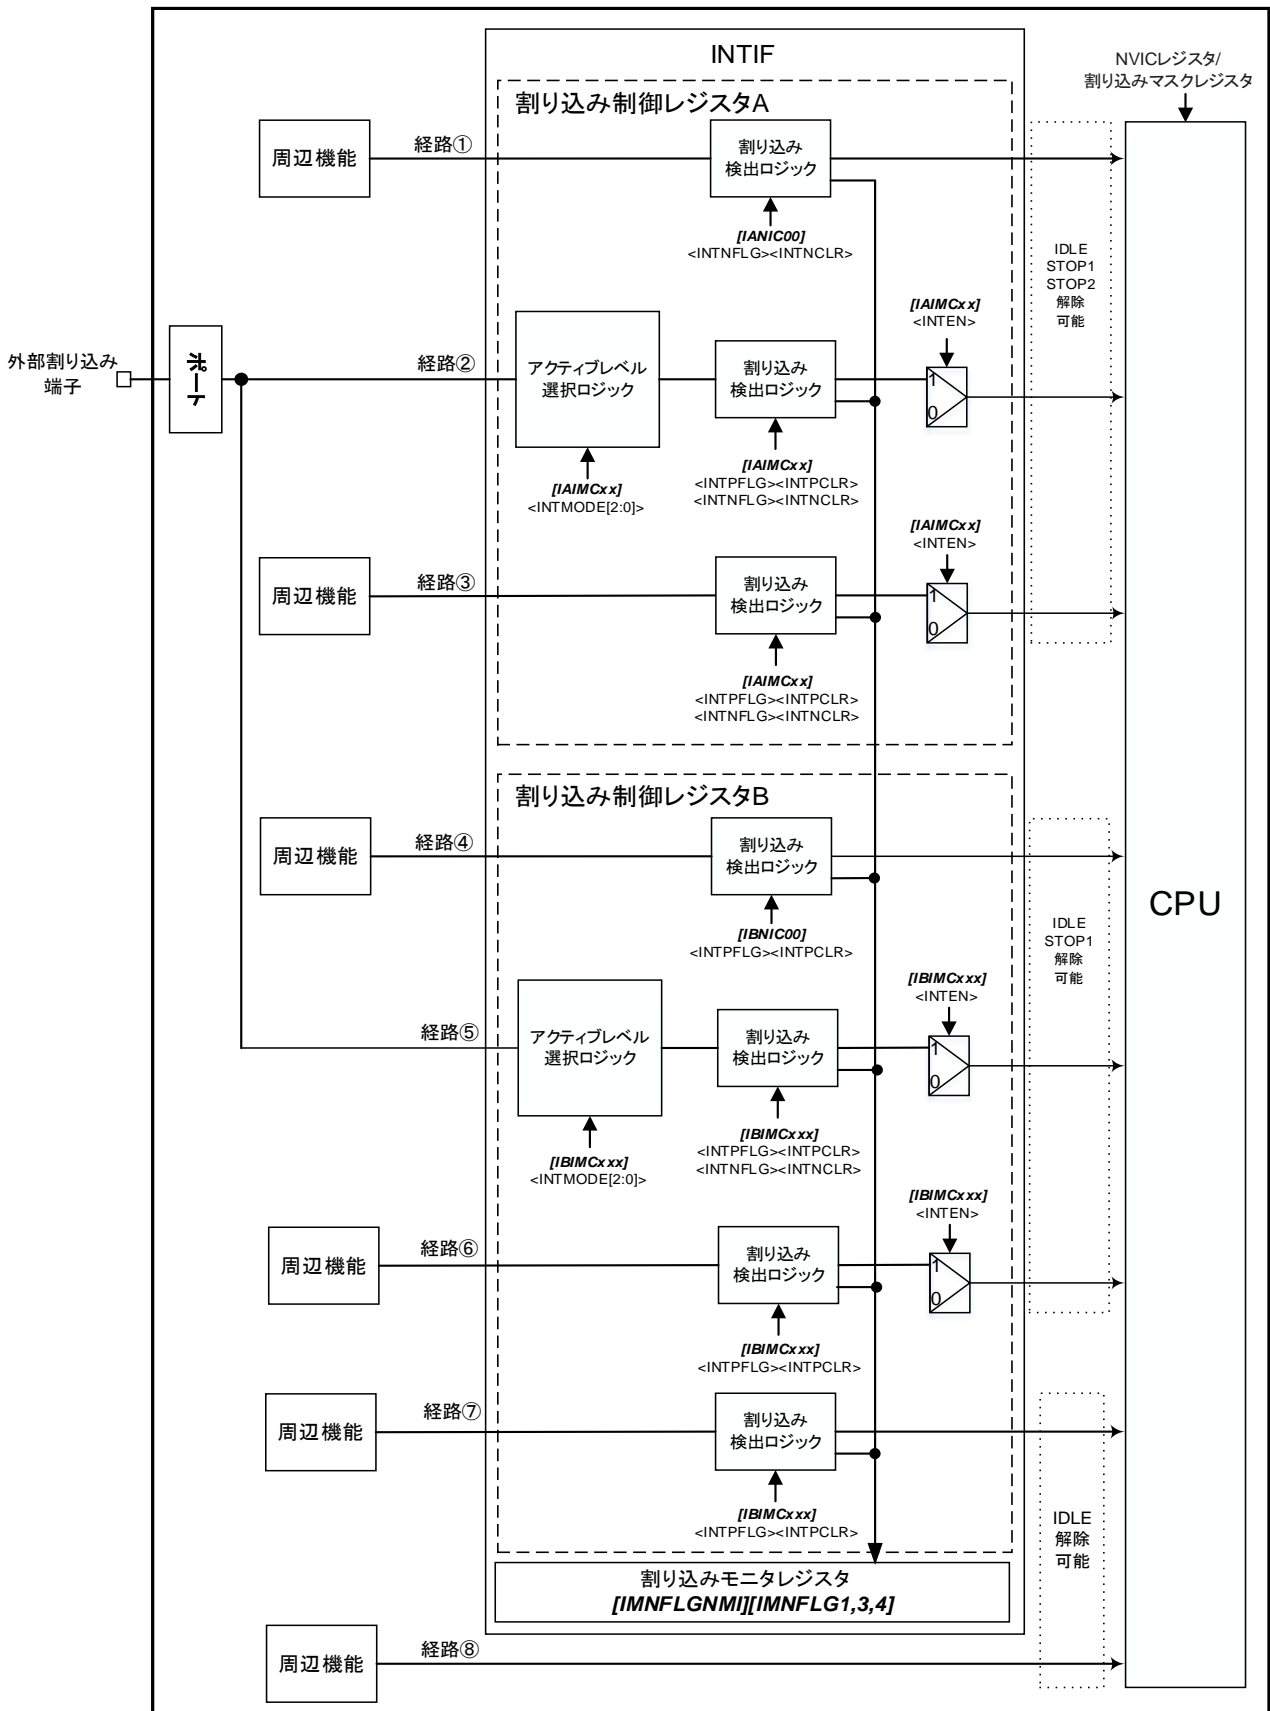 INTIF
NVICレジスタ/
割り込みマスクレジスタ
割り込み制御レジスタA
周辺機能
経路①
割り込み
検出ロジック
[IANIC00]
<INTNFLG><INTNCLR>
IDLE
STOP1
STOP2
解除
可能
外部割り込み
端子
ポート
経路②
アクティブレベル
選択ロジック
[IAIMCxx]
<INTMODE[2:0]>
割り込み
検出ロジック
[IAIMCxx]
<INTPFLG><INTPCLR>
<INTNFLG><INTNCLR>
[IAIMCxx]
<INTEN>
1
0
周辺機能
経路③
割り込み
検出ロジック
[IAIMCxx]
<INTPFLG><INTPCLR>
<INTNFLG><INTNCLR>
[IAIMCxx]
<INTEN>
1
0
割り込み制御レジスタB
周辺機能
経路④
割り込み
検出ロジック
[IBNIC00]
<INTPFLG><INTPCLR>
CPU
IDLE
STOP1
解除
可能
経路⑤
アクティブレベル
選択ロジック
[IBIMCxxx]
<INTMODE[2:0]>
割り込み
検出ロジック
[IBIMCxxx]
<INTPFLG><INTPCLR>
<INTNFLG><INTNCLR>
[IBIMCxxx]
<INTEN>
1
0
周辺機能
経路⑥
割り込み
検出ロジック
[IBIMCxxx]
<INTPFLG><INTPCLR>
[IBIMCxxx]
<INTEN>
1
0
周辺機能
経路⑦
割り込み
検出ロジック
[IBIMCxxx]
<INTPFLG><INTPCLR>
IDLE
解除
可能
割り込みモニタレジスタ
[IMNFLGNMI][IMNFLG1,3,4]
周辺機能
経路⑧